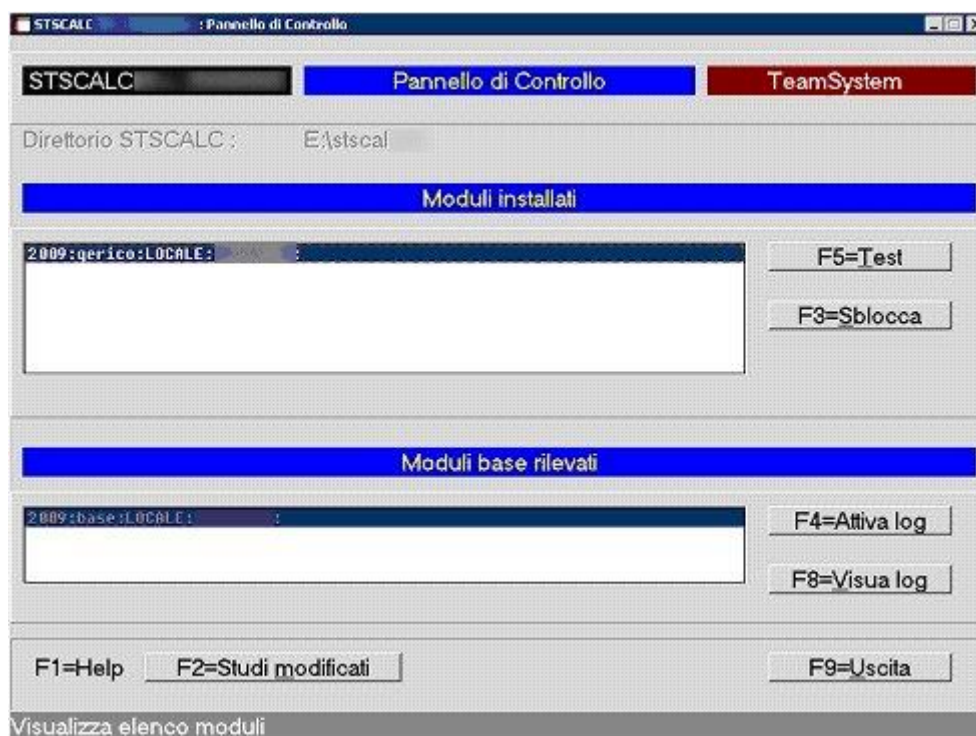 STSCALC : Pannello di Controllo
STSCALC Pannello di Controllo TeamSystem
Direttorio STSCALC : E:\stscal
Moduli installati
2009:gerico:LOCALE: :
F5=Test
F3=Sblocca
Moduli base rilevati
2009:base:LOCALE: :
F4=Attiva log
F8=Visua log
F1=Help F2=Studi modificati F9=Uscita
Visualizza elenco moduli